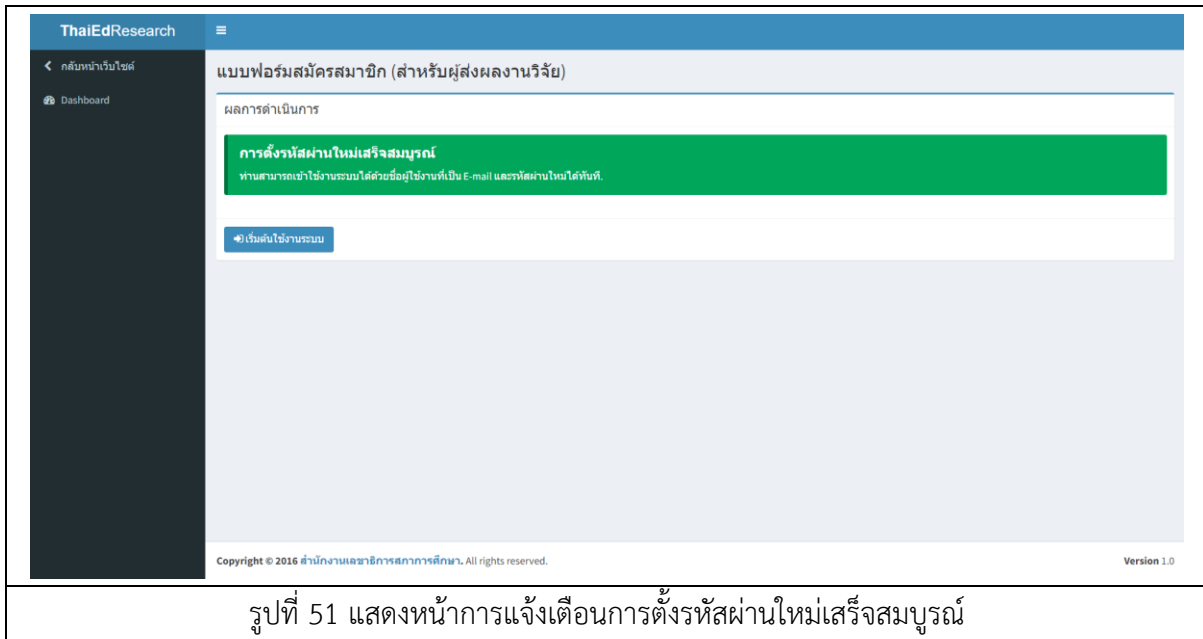 ThaiEdResearch
กลับหน้าเว็บไซต์
Dashboard
แบบฟอร์มสมัครสมาชิก (สำหรับผู้ส่งผลงานวิจัย)
ผลการดำเนินการ
การตั้งรหัสผ่านใหม่เสร็จสมบูรณ์
ท่านสามารถเข้าใช้งานระบบได้ด้วยชื่อผู้ใช้งานที่เป็น E-mail และรหัสผ่านใหม่ได้ทันที.
เริ่มต้นใช้งานระบบ
Copyright © 2016 สำนักงานเลขาธิการสภาการศึกษา. All rights reserved.
Version 1.0
รูปที่ 51 แสดงหน้าการแจ้งเตือนการตั้งรหัสผ่านใหม่เสร็จสมบูรณ์